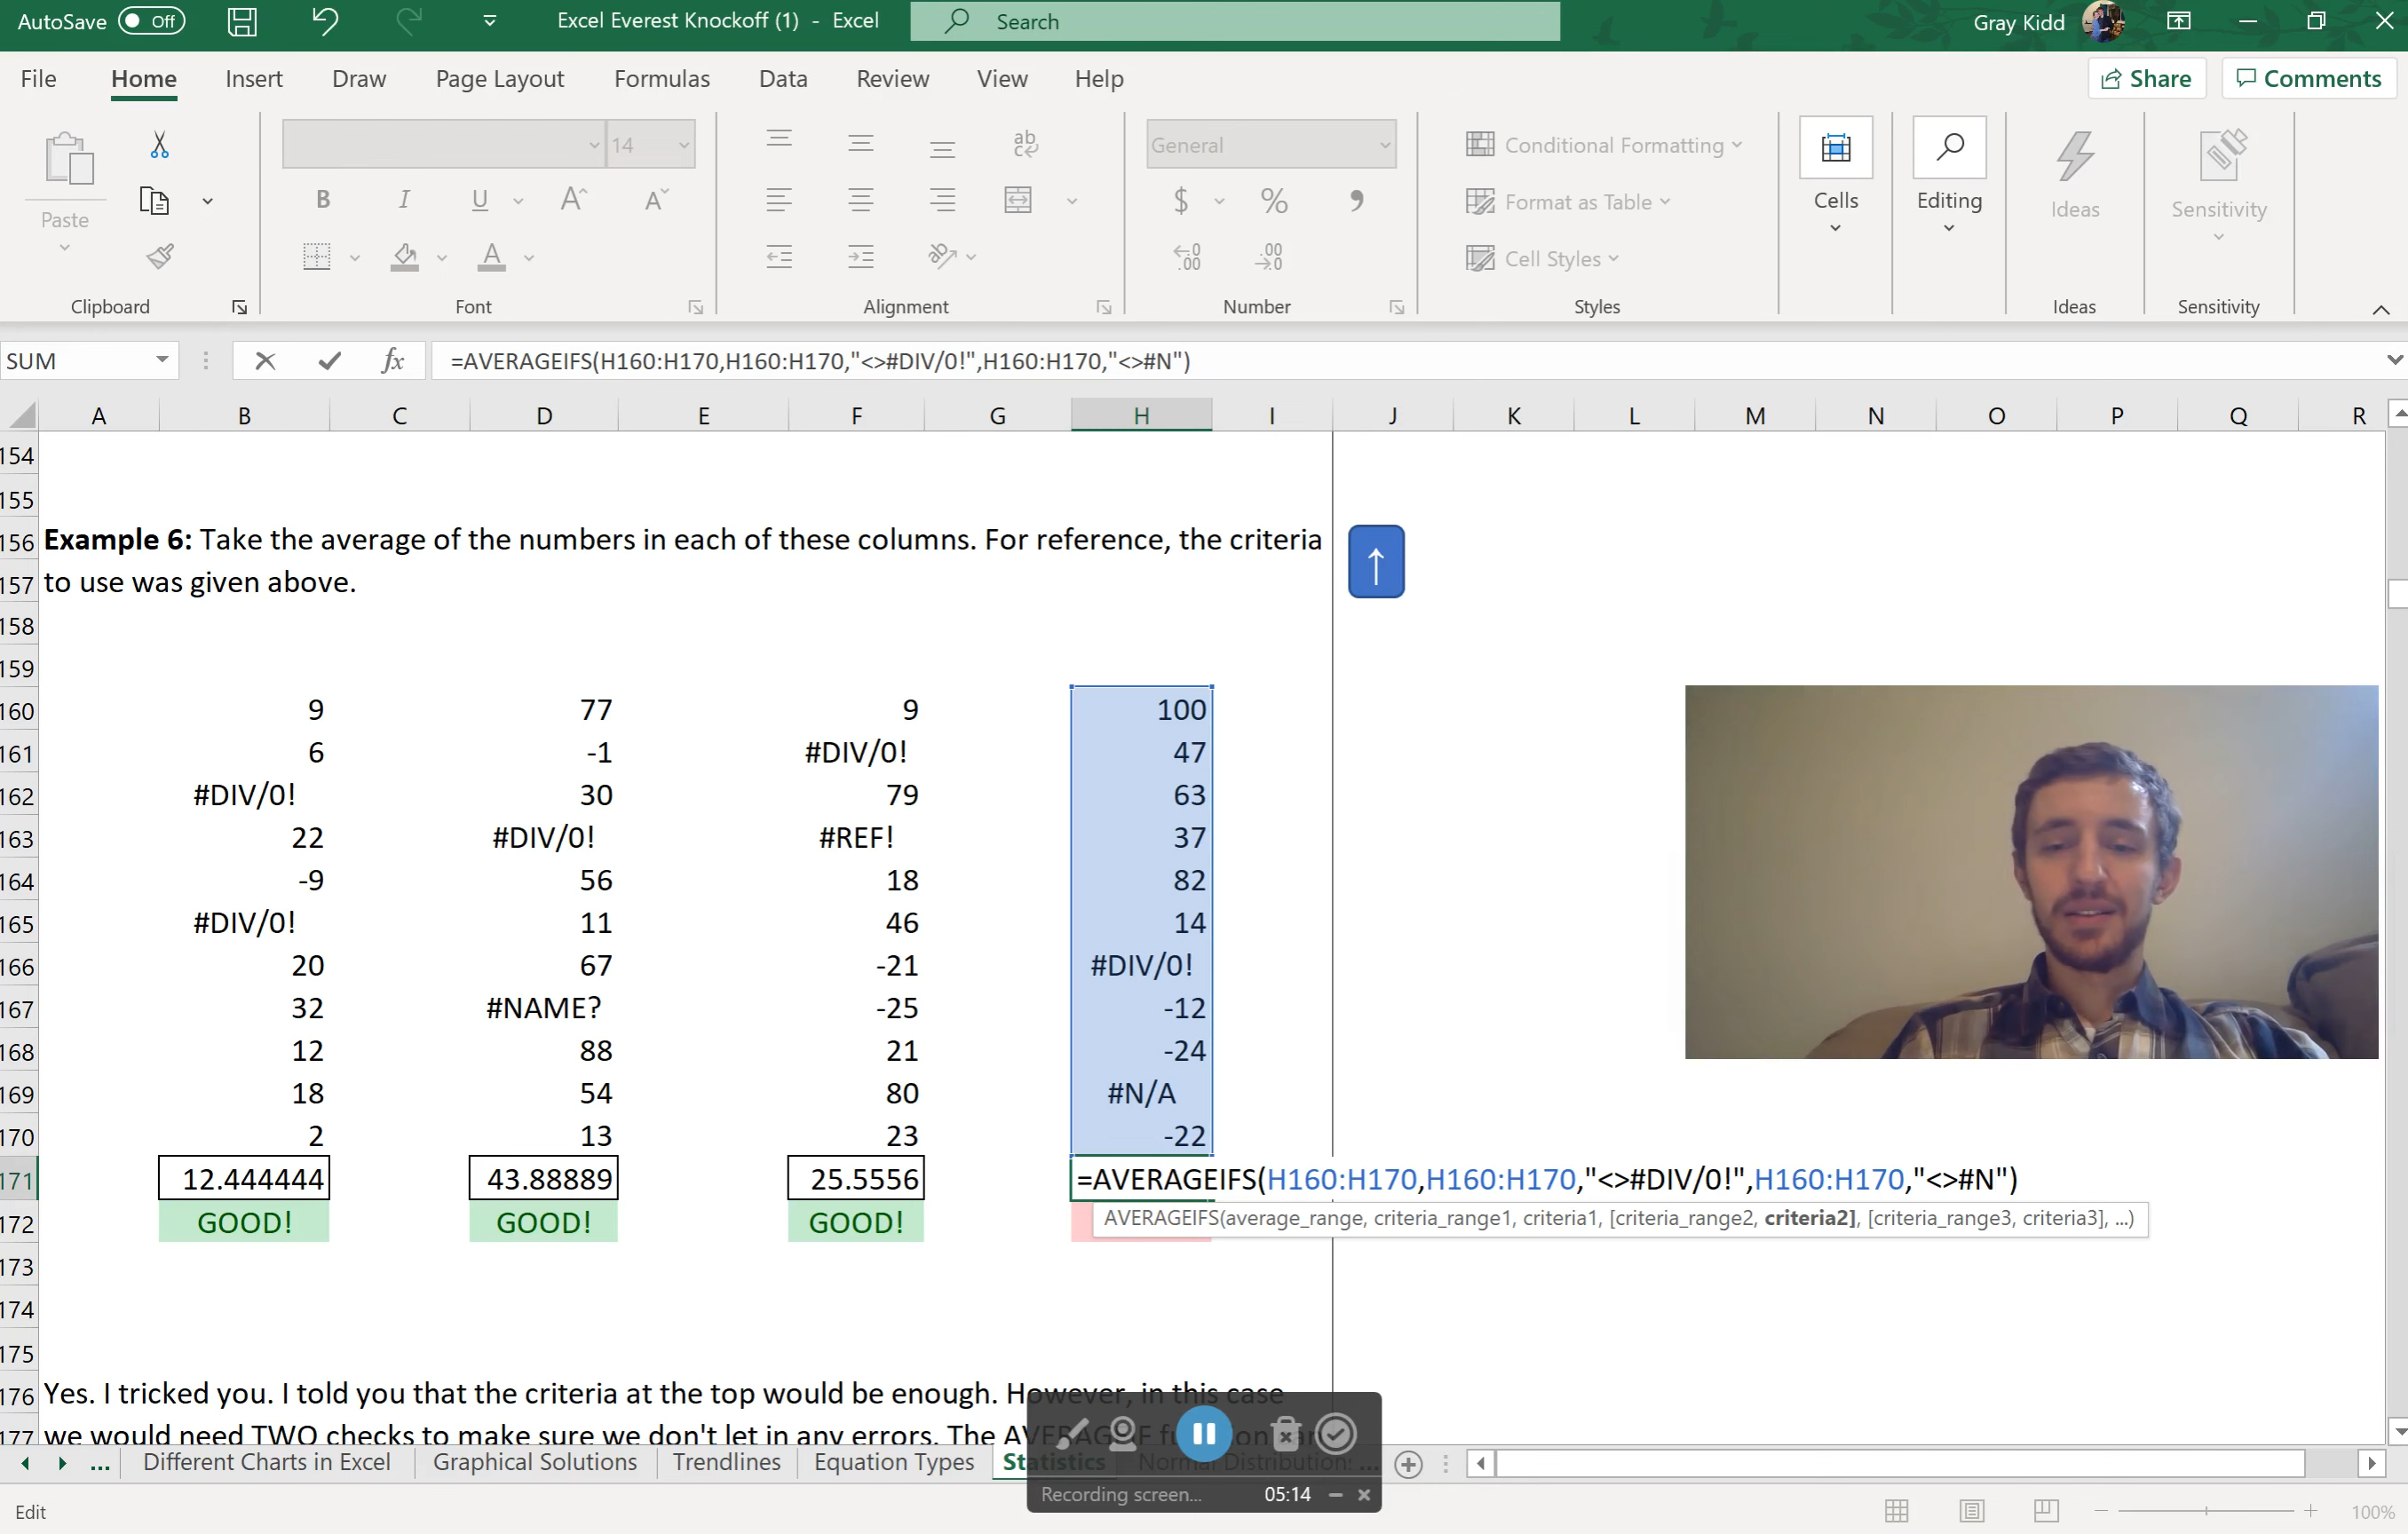 AutoSave Off Excel Everest Knockoff (1) - Excel Search Gray Kidd
File Home Insert Draw Page Layout Formulas Data Review View Help Share Comments
Paste 14 General Conditional Formatting Format as Table Cell Styles Cells Editing Ideas Sensitivity
Clipboard Font Alignment Number Styles Ideas Sensitivity
SUM fx =AVERAGEIFS(H160:H170,H160:H170,"<>#DIV/0!",H160:H170,"<>#N")
A B C D E F G H I J K L M N O P Q R
154
155
156 Example 6: Take the average of the numbers in each of these columns. For reference, the criteria
157 to use was given above.
158
159
160 9 77 9 100
161 6 -1 #DIV/0! 47
162 #DIV/0! 30 79 63
163 22 #DIV/0! #REF! 37
164 -9 56 18 82
165 #DIV/0! 11 46 14
166 20 67 -21 #DIV/0!
167 32 #NAME? -25 -12
168 12 88 21 -24
169 18 54 80 #N/A
170 2 13 23 -22
171 12.444444 43.88889 25.5556 =AVERAGEIFS(H160:H170,H160:H170,"<>#DIV/0!",H160:H170,"<>#N")
172 GOOD! GOOD! GOOD! AVERAGEIFS(average_range, criteria_range1, criteria1, [criteria_range2, criteria2], [criteria_range3, criteria3], ...)
173
174
175
176 Yes. I tricked you. I told you that the criteria at the top would be enough. However, in this case
177 we would need TWO checks to make sure we don't let in any errors. The AVERAGEIF function
... Different Charts in Excel Graphical Solutions Trendlines Equation Types Statistics Normal Distribution: ...
Recording screen... 05:14
Edit 100%